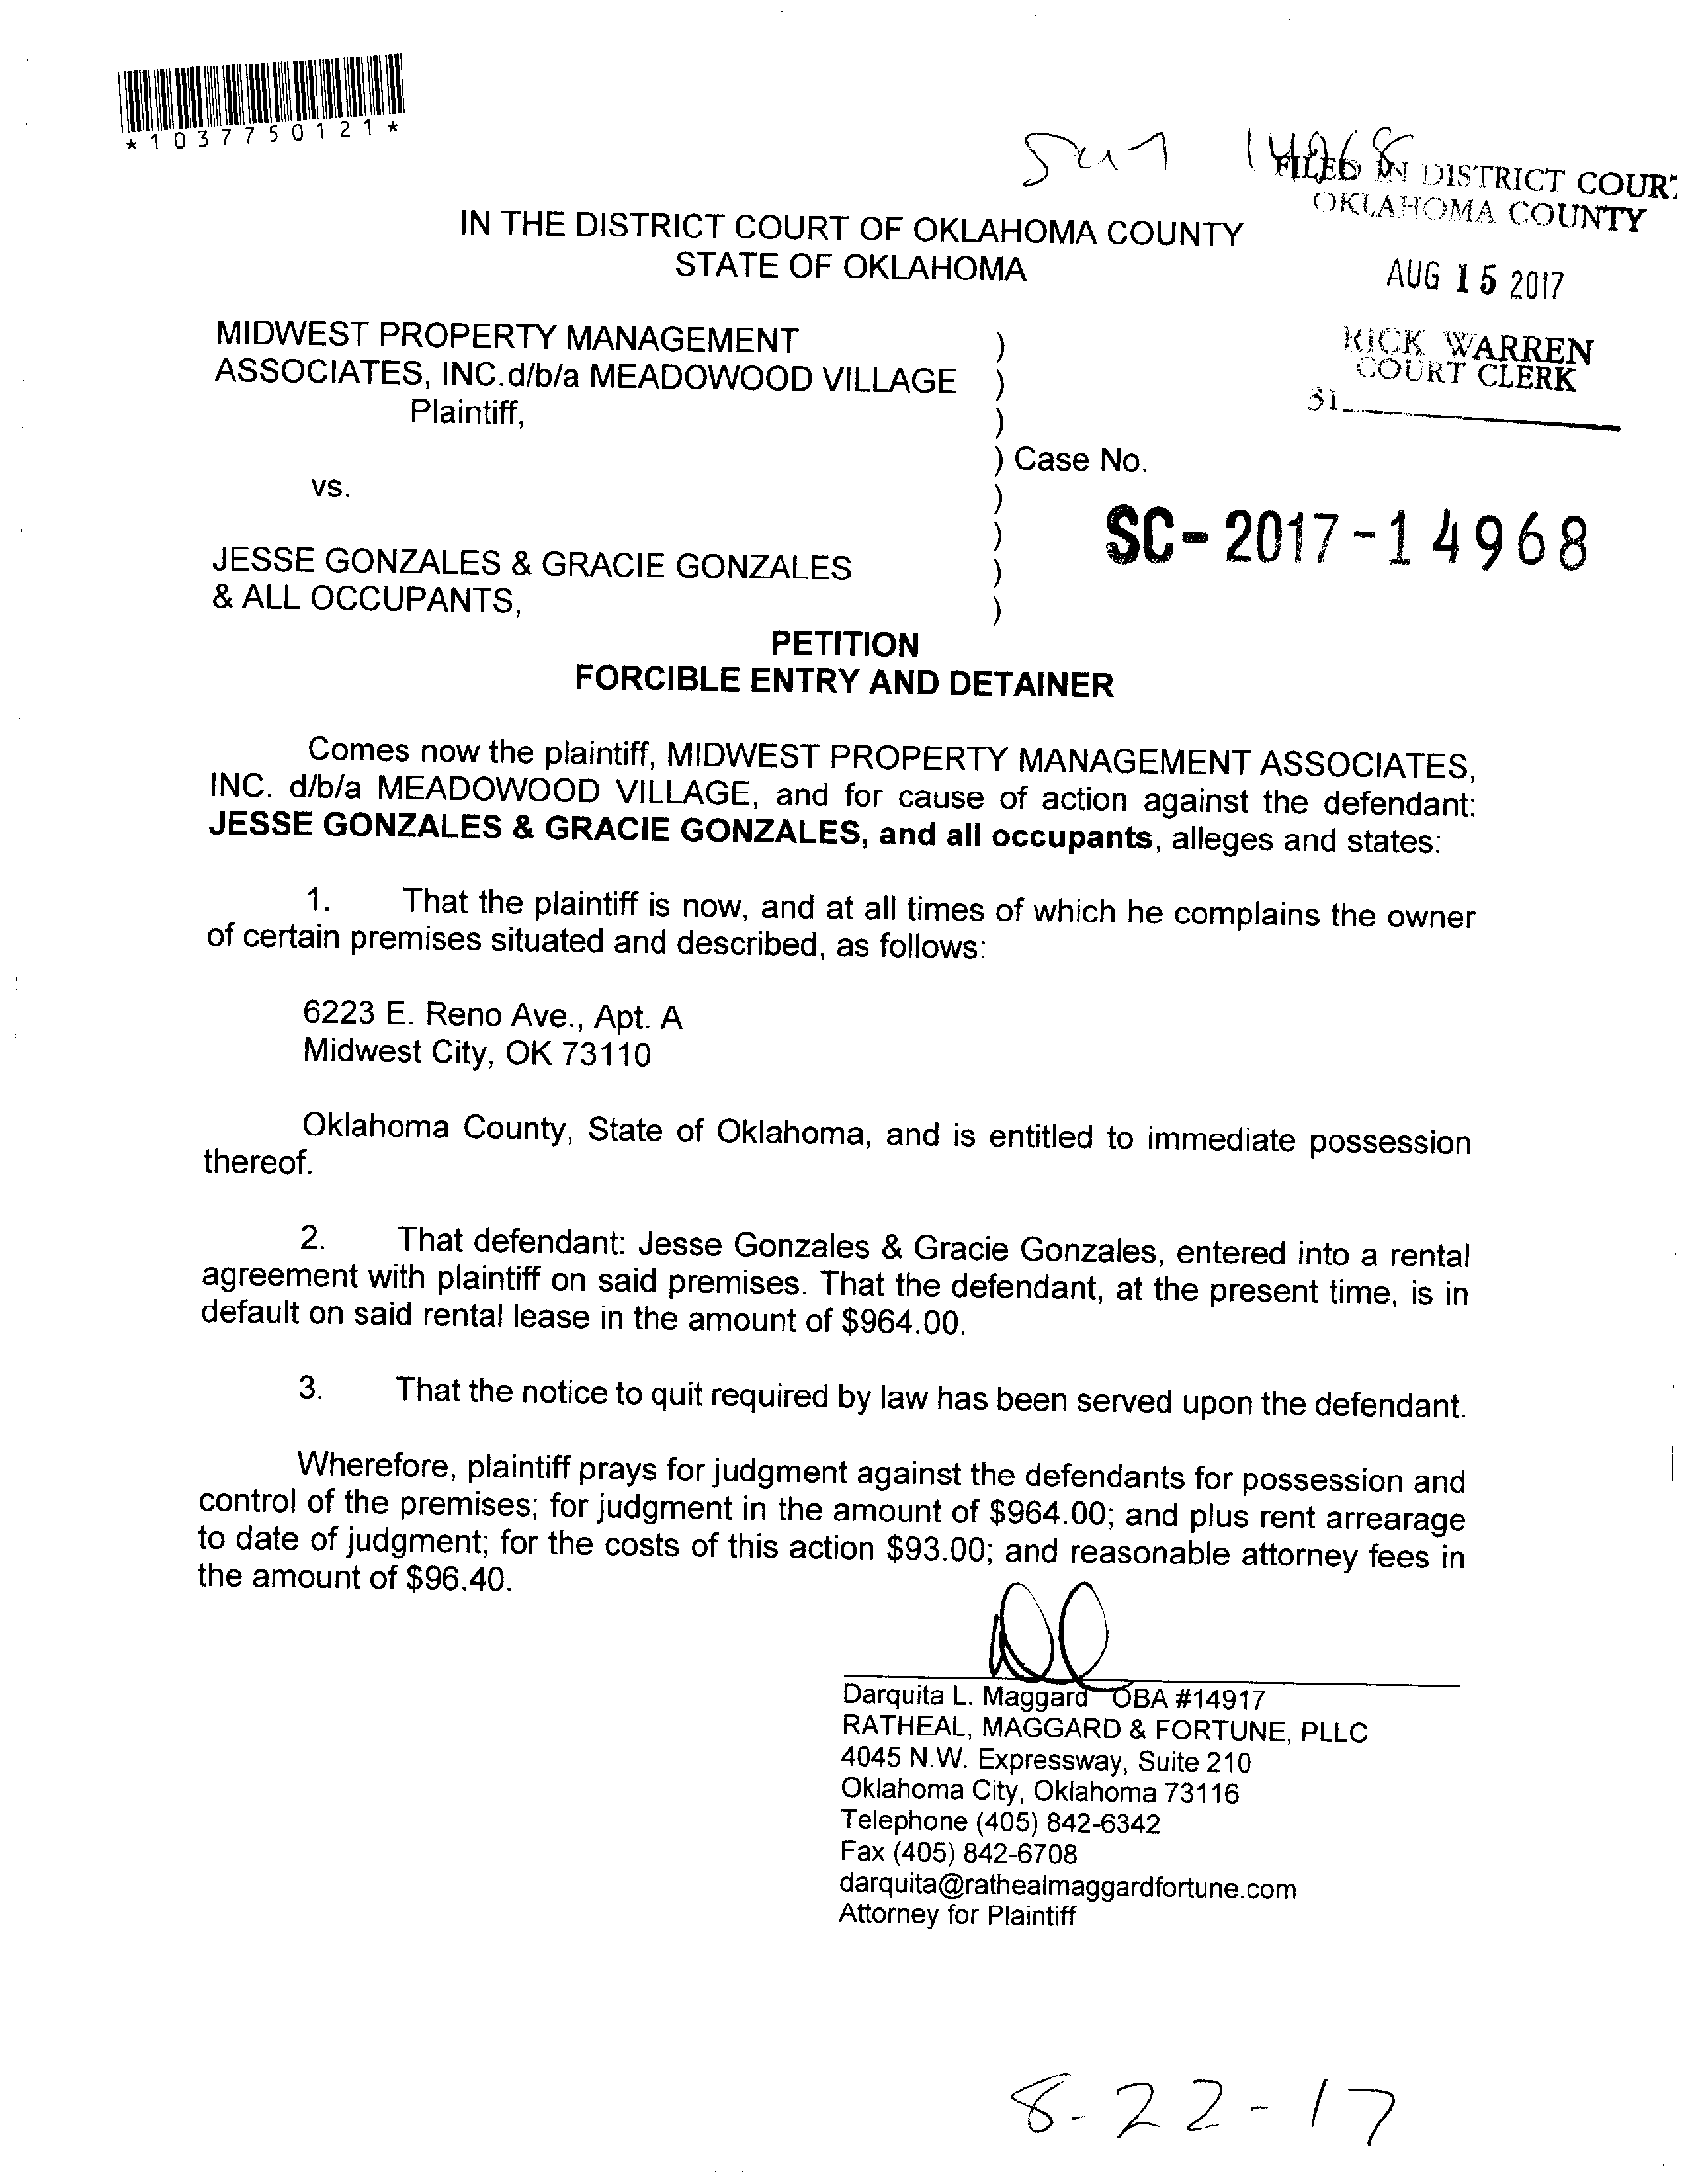 *1037750121*
14968
FILED IN DISTRICT COURT
OKLAHOMA COUNTY
IN THE DISTRICT COURT OF OKLAHOMA COUNTY
STATE OF OKLAHOMA
AUG 15 2017
MIDWEST PROPERTY MANAGEMENT )
ASSOCIATES, INC.d/b/a MEADOWOOD VILLAGE )
Plaintiff, )
RICK WARREN
COURT CLERK
31
) Case No.
vs. )
SC-2017-14968
)
JESSE GONZALES & GRACIE GONZALES )
& ALL OCCUPANTS, )
PETITION
FORCIBLE ENTRY AND DETAINER
Comes now the plaintiff, MIDWEST PROPERTY MANAGEMENT ASSOCIATES,
INC. d/b/a MEADOWOOD VILLAGE, and for cause of action against the defendant:
JESSE GONZALES & GRACIE GONZALES, and all occupants, alleges and states:
1. That the plaintiff is now, and at all times of which he complains the owner
of certain premises situated and described, as follows:
6223 E. Reno Ave., Apt. A
Midwest City, OK 73110
Oklahoma County, State of Oklahoma, and is entitled to immediate possession
thereof.
2. That defendant: Jesse Gonzales & Gracie Gonzales, entered into a rental
agreement with plaintiff on said premises. That the defendant, at the present time, is in
default on said rental lease in the amount of $964.00.
3. That the notice to quit required by law has been served upon the defendant.
Wherefore, plaintiff prays for judgment against the defendants for possession and
control of the premises; for judgment in the amount of $964.00; and plus rent arrearage
to date of judgment; for the costs of this action $93.00; and reasonable attorney fees in
the amount of $96.40.
Darquita L. Maggard OBA #14917
RATHEAL, MAGGARD & FORTUNE, PLLC
4045 N.W. Expressway, Suite 210
Oklahoma City, Oklahoma 73116
Telephone (405) 842-6342
Fax (405) 842-6708
darquita@rathealmaggardfortune.com
Attorney for Plaintiff
8-22-17